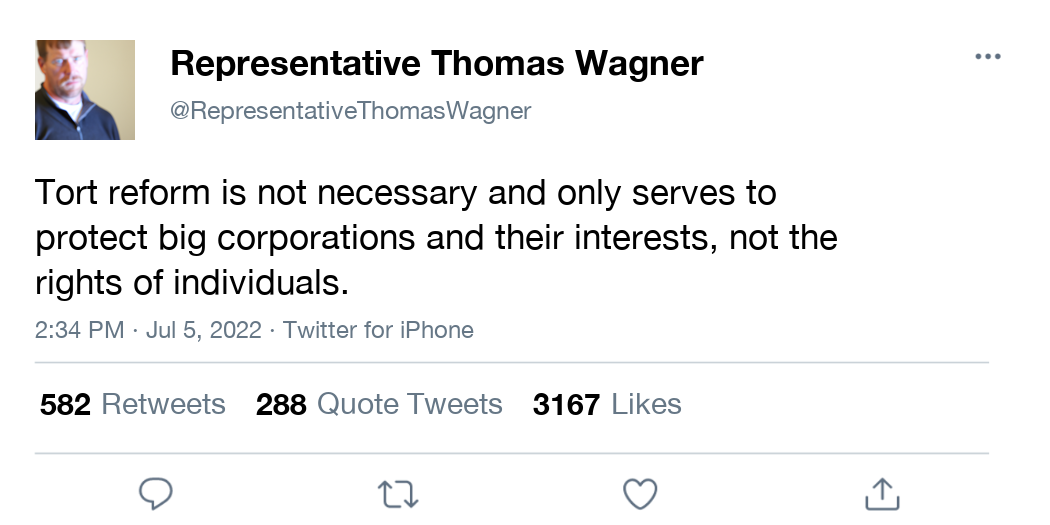 Representative Thomas Wagner
@RepresentativeThomasWagner
Tort reform is not necessary and only serves to
protect big corporations and their interests, not the
rights of individuals.
2:34 PM · Jul 5, 2022 · Twitter for iPhone
582 Retweets 288 Quote Tweets 3167 Likes